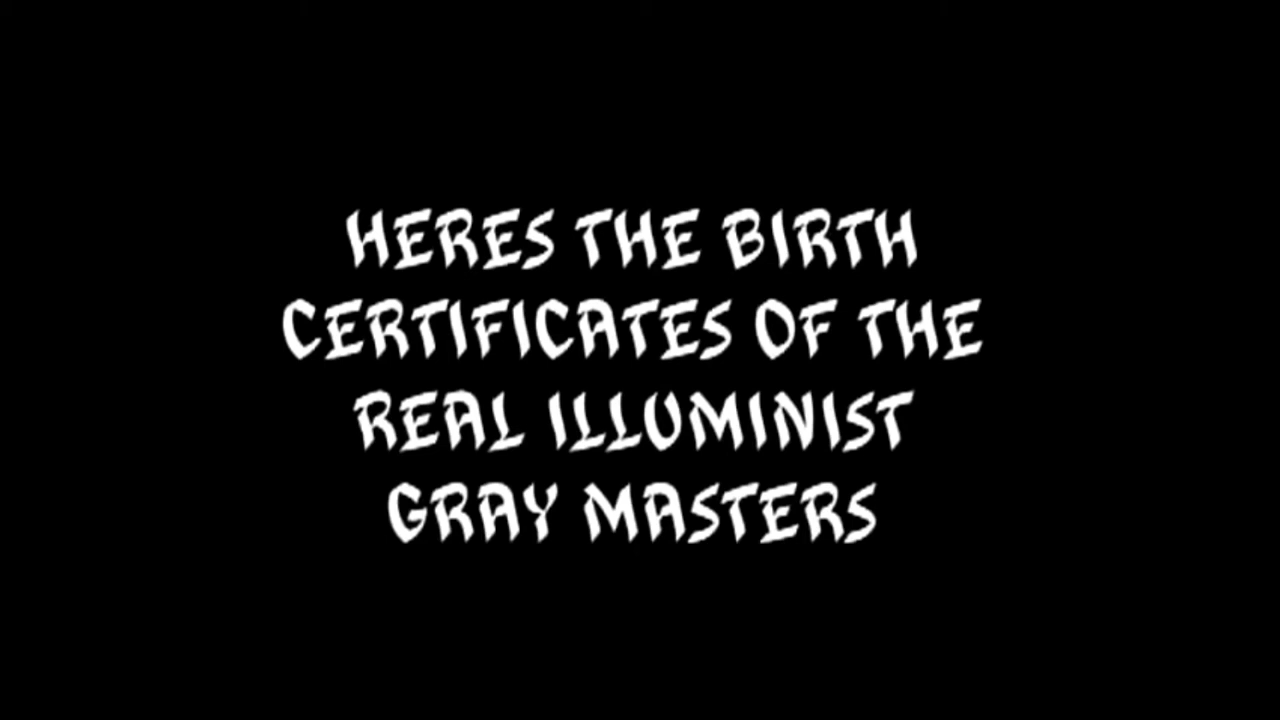 HERES THE BIRTH
CERTIFICATES OF THE
REAL ILLUMINIST
GRAY MASTERS